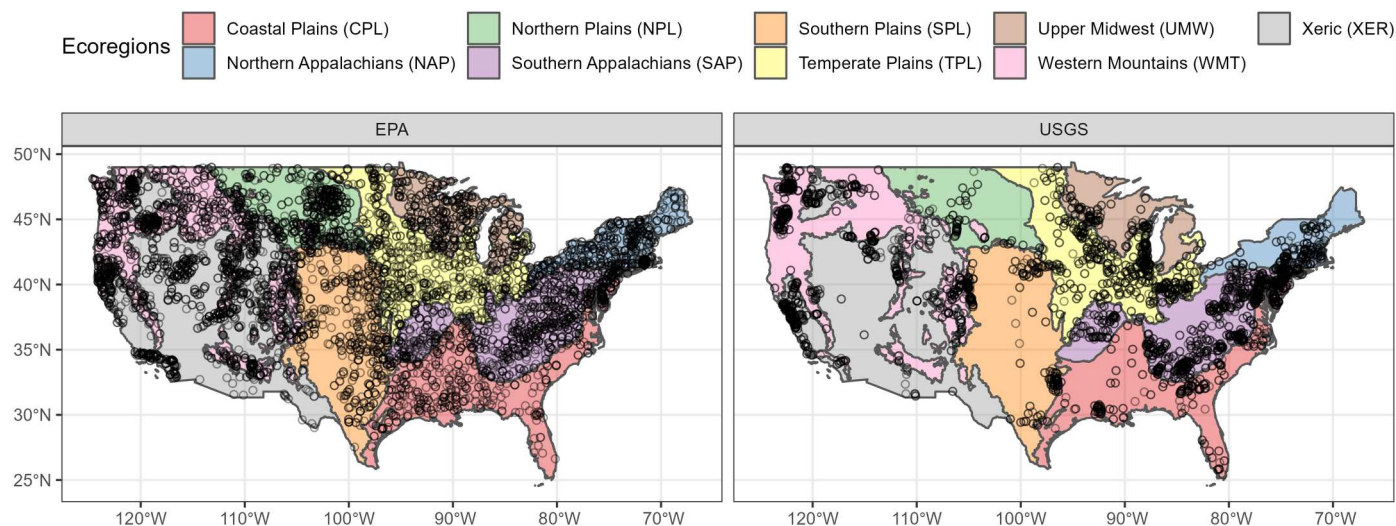 Ecoregions
Coastal Plains (CPL)
Northern Plains (NPL)
Southern Plains (SPL)
Upper Midwest (UMW)
Xeric (XER)
Northern Appalachians (NAP)
Southern Appalachians (SAP)
Temperate Plains (TPL)
Western Mountains (WMT)
EPA
USGS
50°N
45°N
40°N
35°N
30°N
25°N
120°W 110°W 100°W 90°W 80°W 70°W
120°W 110°W 100°W 90°W 80°W 70°W